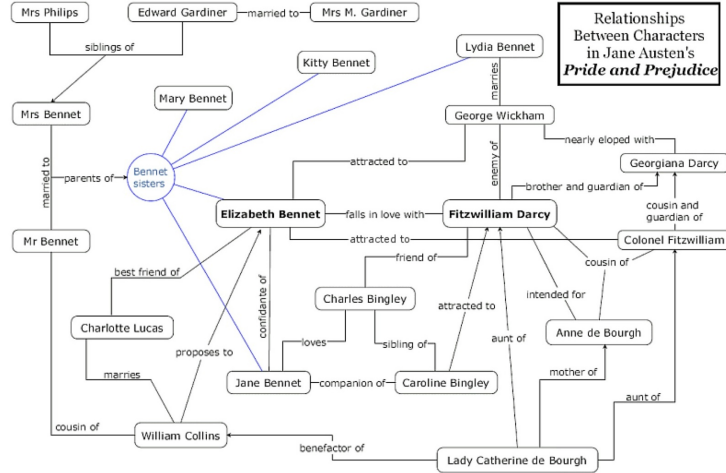 Mrs Philips
Edward Gardiner
married to
Mrs M. Gardiner
Relationships
Between Characters
in Jane Austen's
Pride and Prejudice
siblings of
Kitty Bennet
Lydia Bennet
Mary Bennet
marries
Mrs Bennet
George Wickham
nearly eloped with
married to
parents of
Bennet
sisters
attracted to
enemy of
Georgiana Darcy
brother and guardian of
Elizabeth Bennet
falls in love with
Fitzwilliam Darcy
cousin and
guardian of
Mr Bennet
attracted to
Colonel Fitzwilliam
best friend of
confidante of
friend of
cousin of
Charles Bingley
attracted to
intended for
Charlotte Lucas
proposes to
loves
sibling of
aunt of
Anne de Bourgh
marries
Jane Bennet
companion of
Caroline Bingley
mother of
aunt of
cousin of
William Collins
benefactor of
Lady Catherine de Bourgh